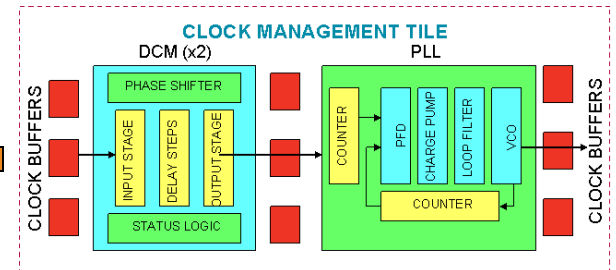 CLOCK MANAGEMENT TILE
DCM (x2)
PLL
CLOCK BUFFERS
PHASE SHIFTER
INPUT STAGE
DELAY STEPS
OUTPUT STAGE
STATUS LOGIC
COUNTER
PFD
CHARGE PUMP
LOOP FILTER
VCO
COUNTER
CLOCK BUFFERS